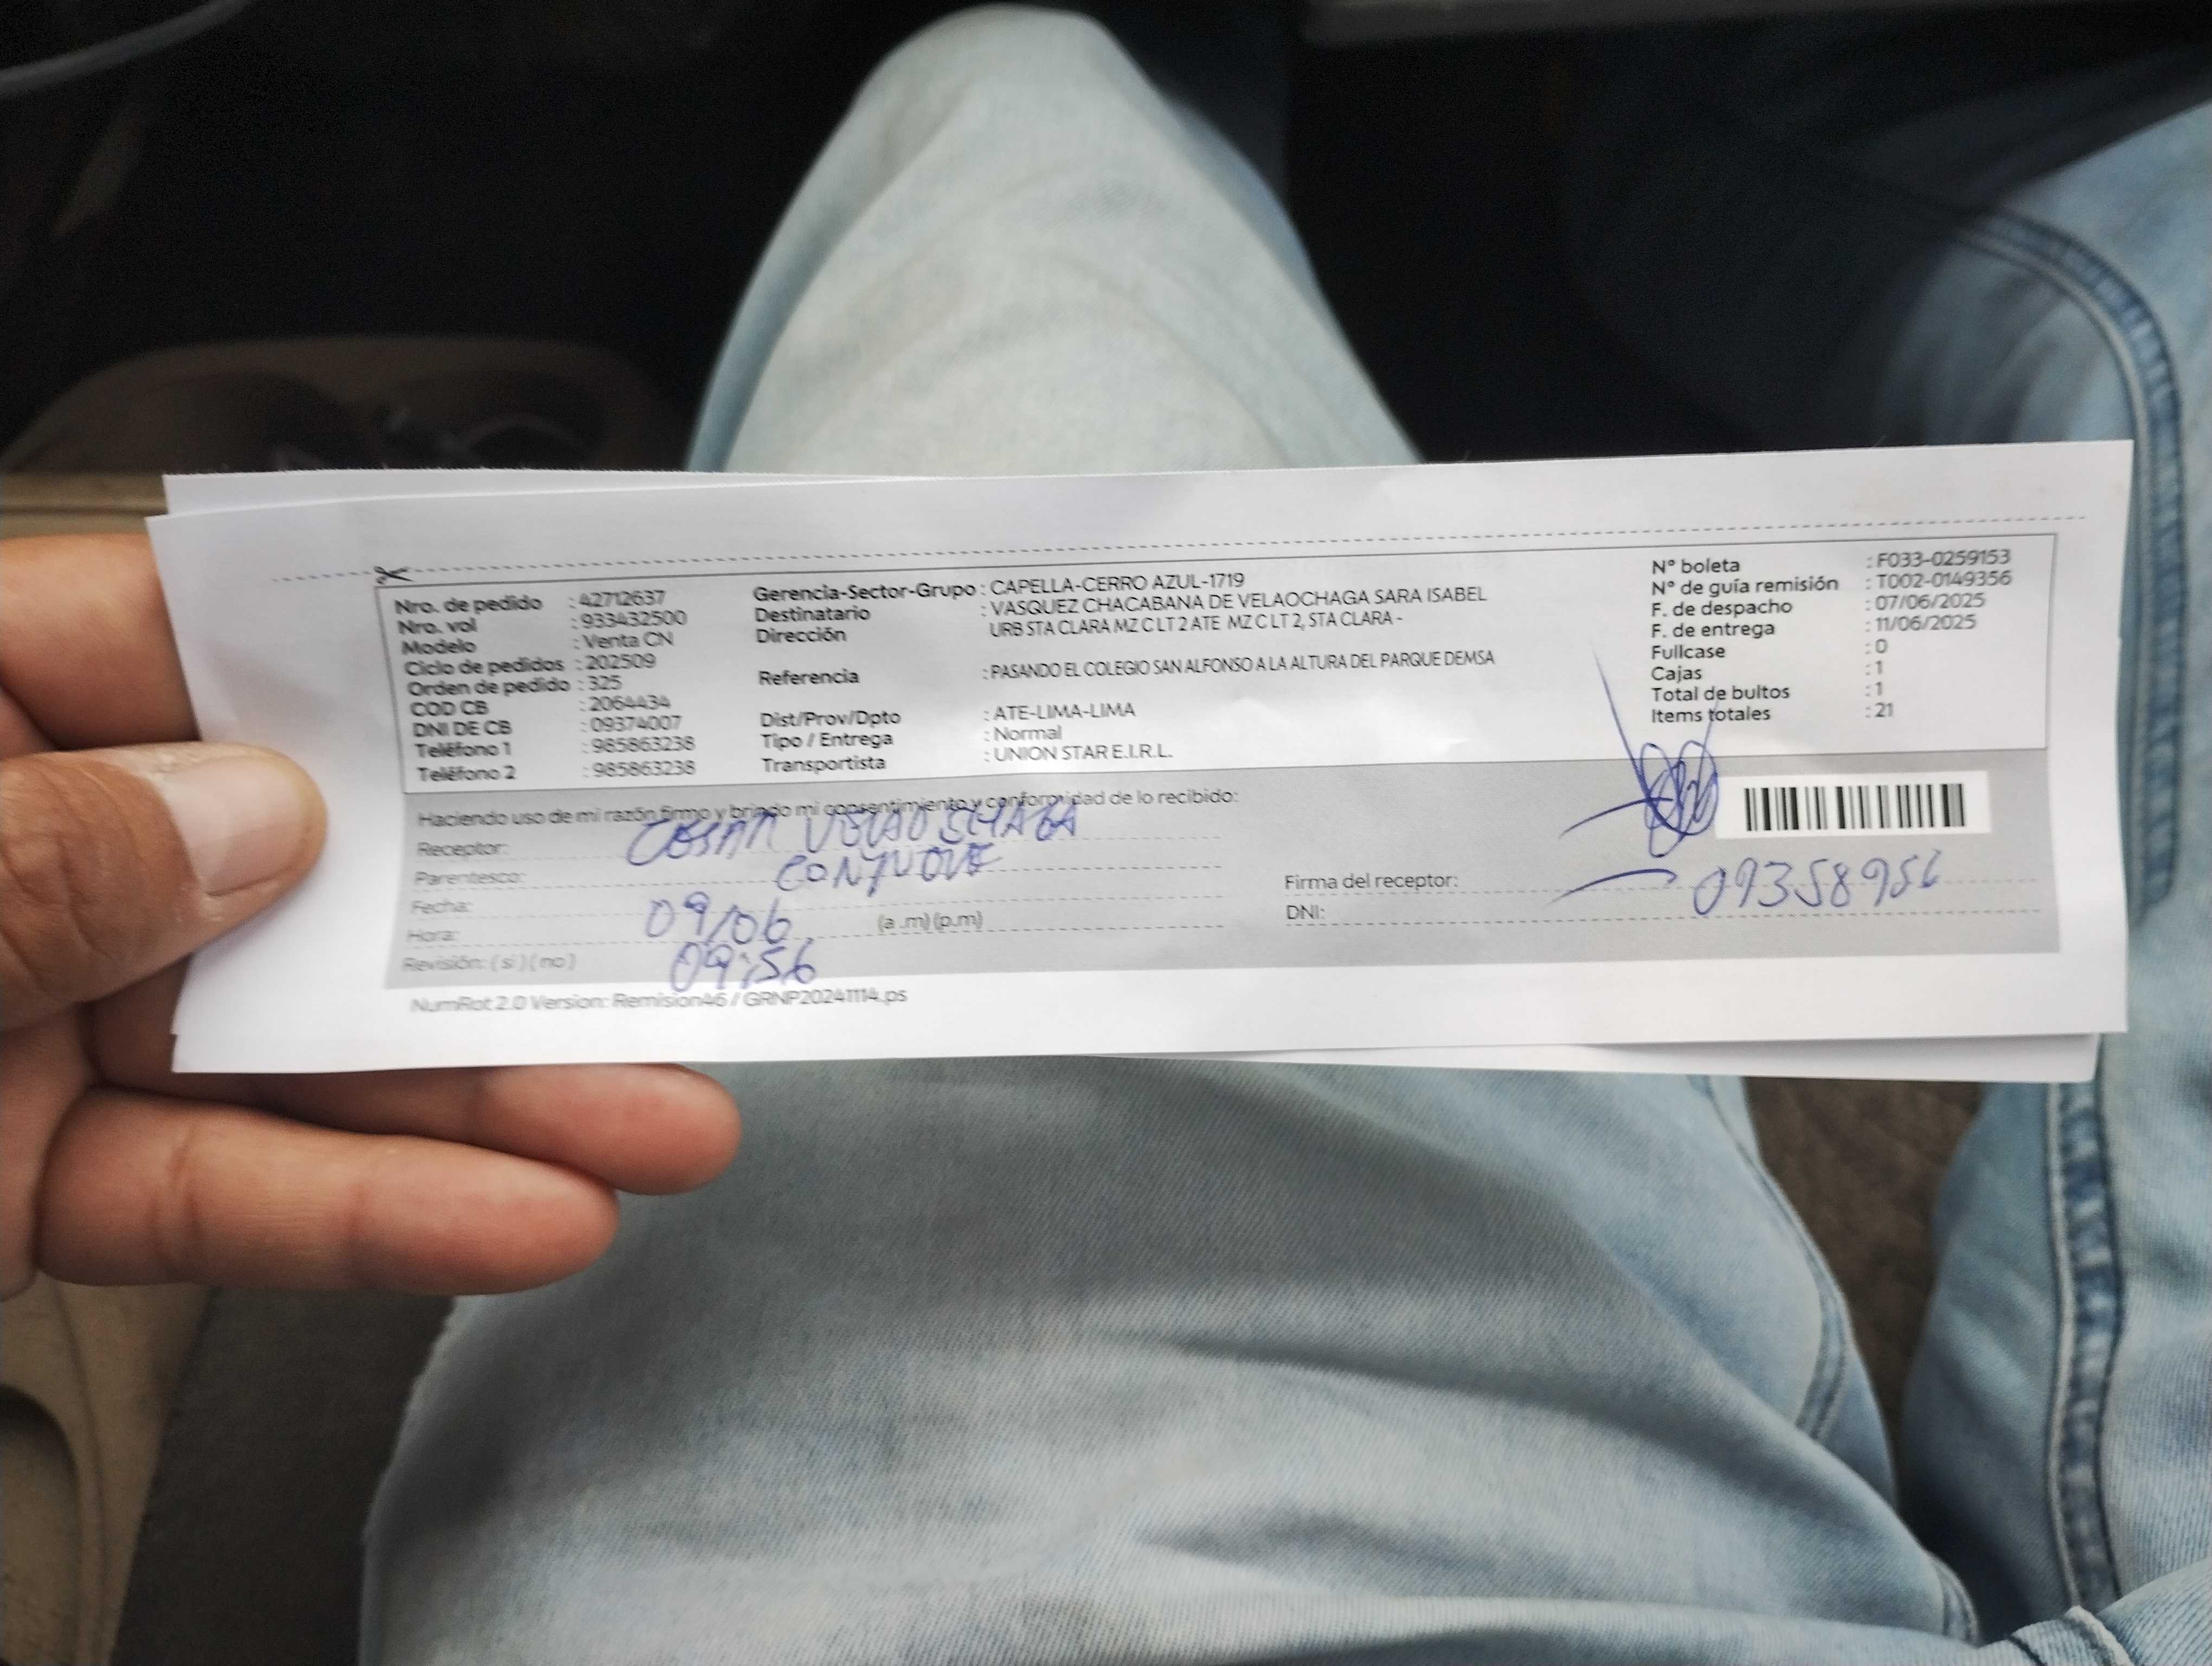 Nro. de pedido : 42712637
Nro. vol : 933432500
Modelo : Venta CN
Ciclo de pedidos : 202509
Orden de pedido : 325
COD CB : 2064434
DNI DE CB : 09374007
Teléfono 1 : 985863238
Teléfono 2 : 985863238
Gerencia-Sector-Grupo : CAPELLA-CERRO AZUL-1719
Destinatario : VASQUEZ CHACABANA DE VELAOCHAGA SARA ISABEL
Dirección URB STA CLARA MZ C LT 2 ATE MZ C LT 2, STA CLARA -
Referencia : PASANDO EL COLEGIO SAN ALFONSO A LA ALTURA DEL PARQUE DEMSA
Dist/Prov/Dpto : ATE-LIMA-LIMA
Tipo / Entrega : Normal
Transportista : UNION STAR E.I.R.L.
N° boleta : F033-0259153
N° de guía remisión : T002-0149356
F. de despacho : 07/06/2025
F. de entrega : 11/06/2025
Fullcase : 0
Cajas : 1
Total de bultos : 1
Items totales : 21
Haciendo uso de mi razón firmo y brindo mi consentimiento y conformidad de lo recibido:
Receptor: CESAR VELAOCHAGA
Parentesco: CONYUGE
Fecha: 09/06
Hora: 09:56 (a .m) (p.m)
Revisión: ( si ) ( no )
Firma del receptor:
DNI: 09358956
NumRot 2.0 Version: Remision46 / GRNP20241114.ps